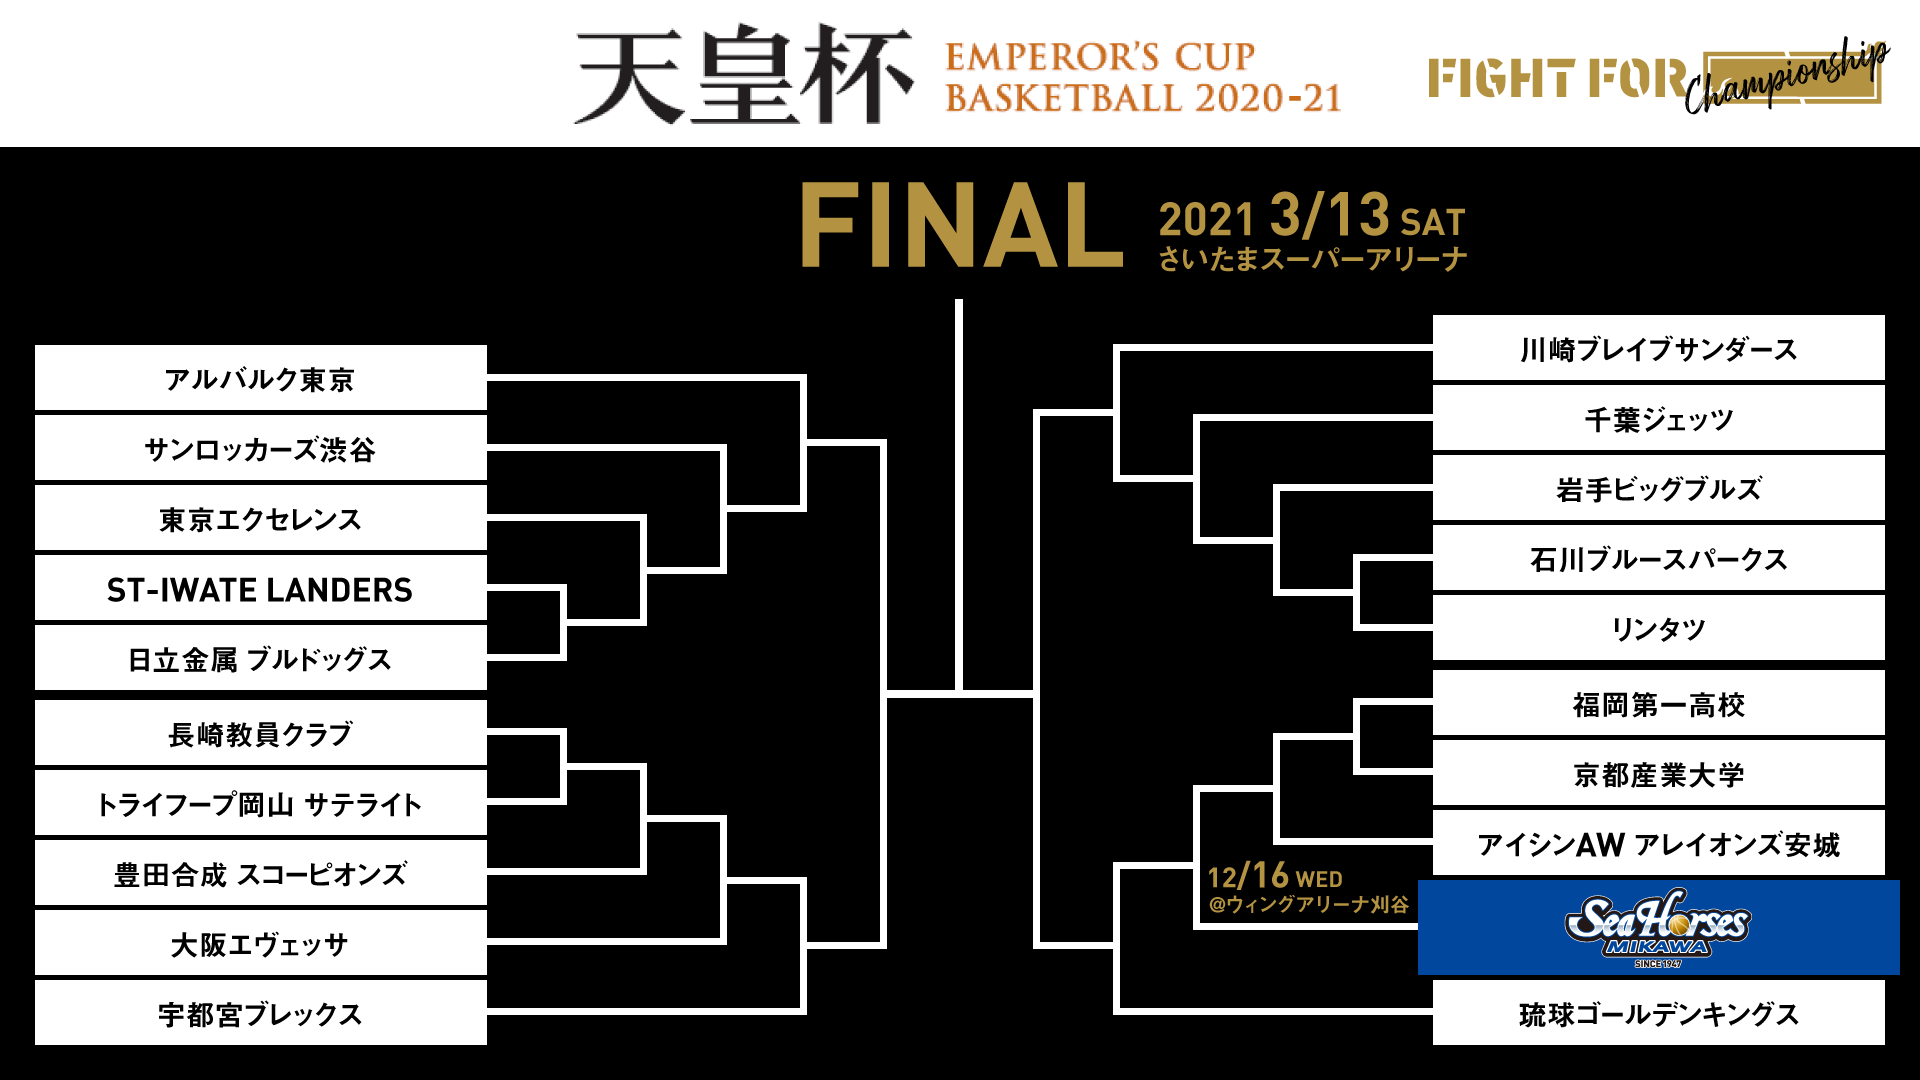 天皇杯
EMPEROR'S CUP
BASKETBALL 2020-21
FIGHT FOR Championship
FINAL
2021 3/13 SAT
さいたまスーパーアリーナ
アルバルク東京
サンロッカーズ渋谷
東京エクセレンス
ST-IWATE LANDERS
日立金属 ブルドッグス
長崎教員クラブ
トライフープ岡山 サテライト
豊田合成 スコーピオンズ
大阪エヴェッサ
宇都宮ブレックス
川崎ブレイブサンダース
千葉ジェッツ
岩手ビッグブルズ
石川ブルースパークス
リンタツ
福岡第一高校
京都産業大学
アイシンAW アレイオンズ安城
12/16 WED
@ウィングアリーナ刈谷
SeaHorses
MIKAWA
SINCE 1947
琉球ゴールデンキングス